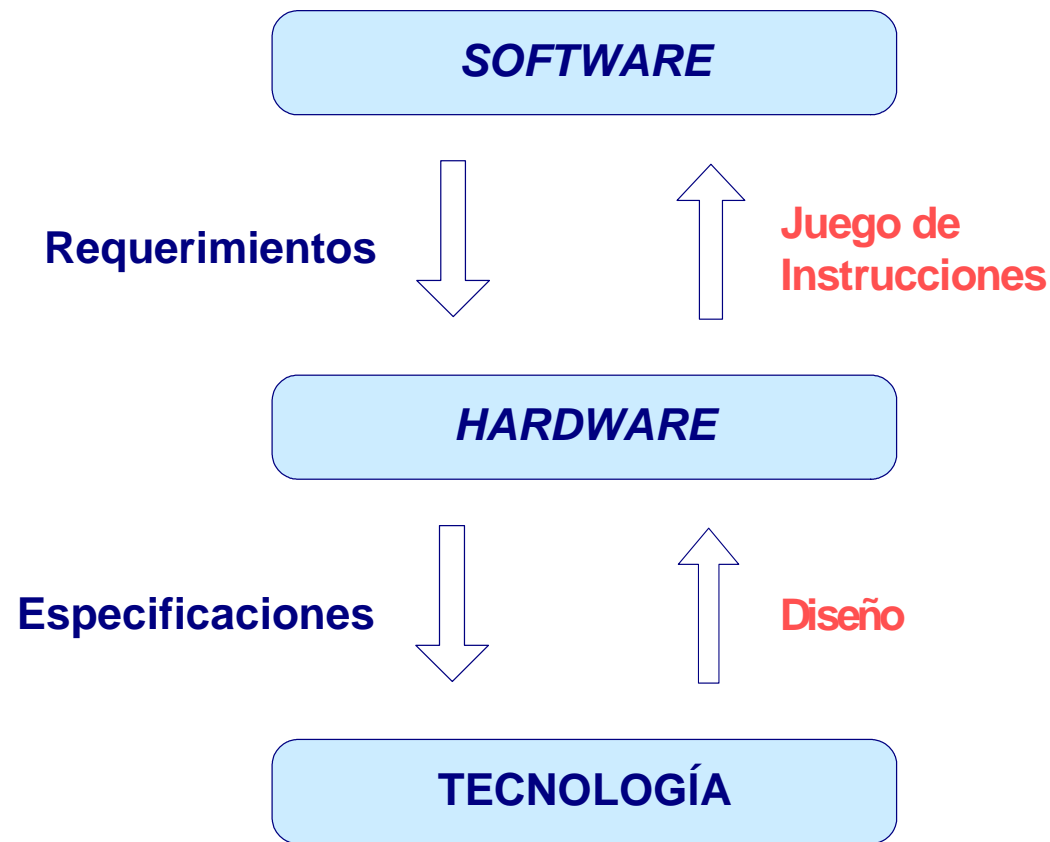 SOFTWARE
Requerimientos
Juego de
Instrucciones
HARDWARE
Especificaciones
Diseño
TECNOLOGÍA